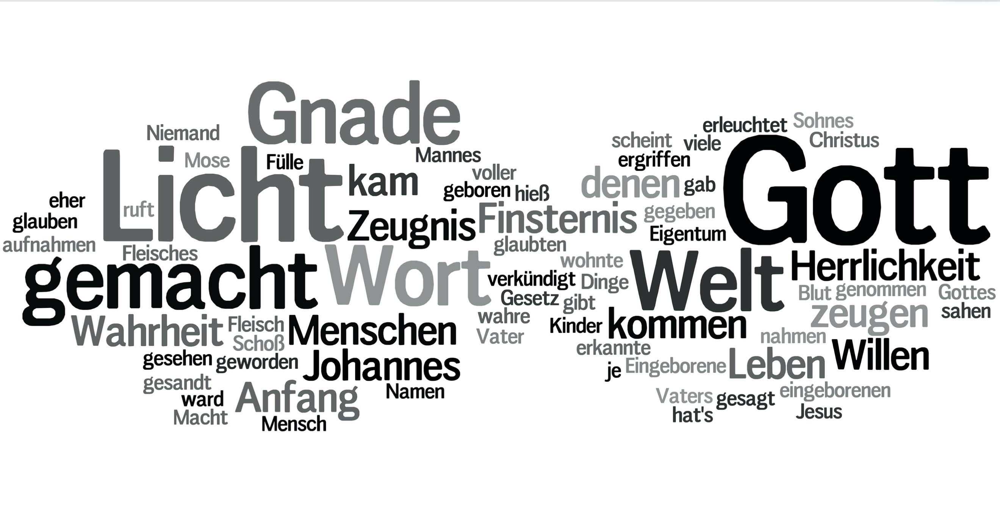 Gnade
erleuchtet Sohnes
Niemand
scheint viele Christus
Mose Fülle Mannes
ergriffen
Licht kam voller
denen gab Gott
geboren hieß
eher ruft
Zeugnis Finsternis gegeben
glauben
Eigentum
aufnahmen Fleisches
glaubten
wohnte
gemacht Wort verkündigt Dinge Welt Herrlichkeit
Gesetz gibt
Blut genommen Gottes
wahre
zeugen sahen
Wahrheit Fleisch Menschen
Kinder kommen
Schoß Vater
nahmen
erkannte
gesehen geworden Johannes
je Eingeborene Leben Willen
gesandt
Namen
ward Anfang
Vaters gesagt eingeborenen
Macht
hat's Jesus
Mensch